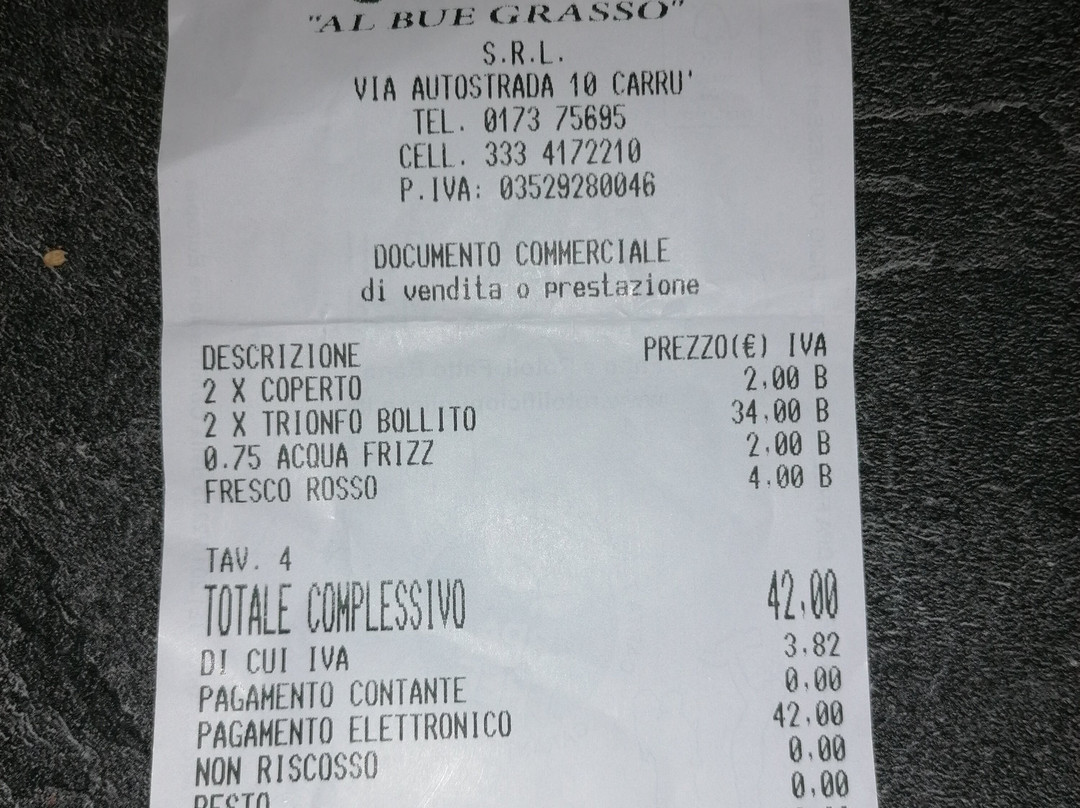 "AL BUE GRASSO"
S.R.L.
VIA AUTOSTRADA 10 CARRU'
TEL. 0173 75695
CELL. 333 4172210
P.IVA: 03529280046
DOCUMENTO COMMERCIALE
di vendita o prestazione
DESCRIZIONE PREZZO(€) IVA
2 X COPERTO 2,00 B
2 X TRIONFO BOLLITO 34,00 B
0.75 ACQUA FRIZZ 2,00 B
FRESCO ROSSO 4,00 B
TAV. 4
TOTALE COMPLESSIVO 42,00
DI CUI IVA 3,82
PAGAMENTO CONTANTE 0,00
PAGAMENTO ELETTRONICO 42,00
NON RISCOSSO 0,00
RESTO 0,00